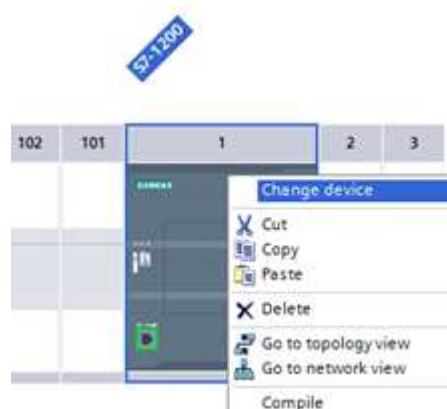 S7-1200
102 101 1 2 3
SIEMENS
Change device
Cut
Copy
Paste
Delete
Go to topology view
Go to network view
Compile